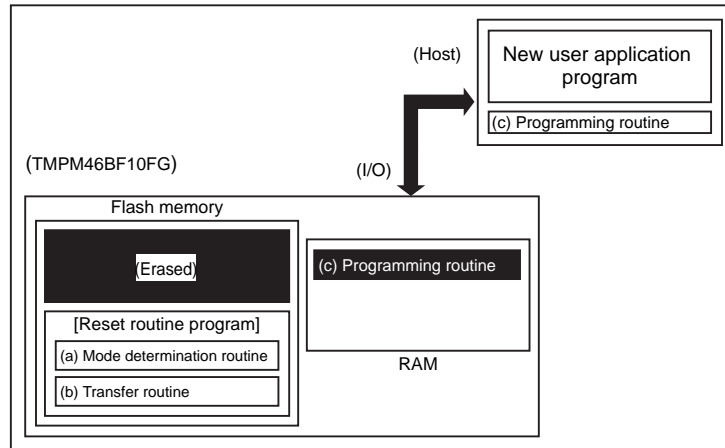 (Host)
New user application
program
(c) Programming routine
(TMPM46BF10FG)
(I/O)
Flash memory
(Erased)
(c) Programming routine
[Reset routine program]
(a) Mode determination routine
(b) Transfer routine
RAM